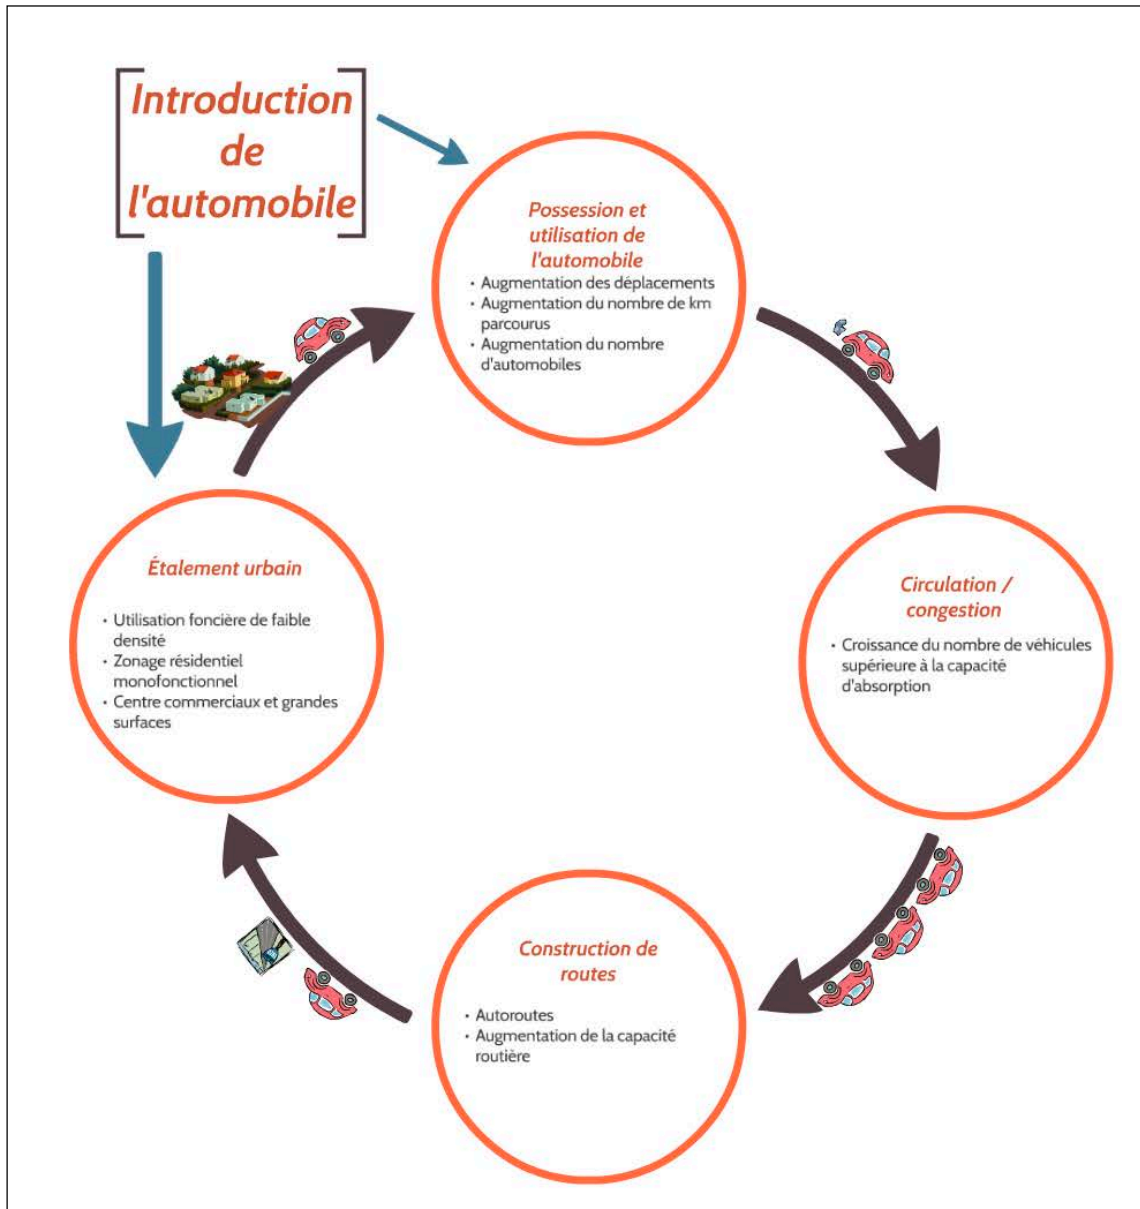 Introduction
de
l'automobile
Possession et
utilisation de
l'automobile
• Augmentation des déplacements
• Augmentation du nombre de km
parcourus
• Augmentation du nombre
d'automobiles
Circulation /
congestion
• Croissance du nombre de véhicules
supérieure à la capacité
d'absorption
Construction de
routes
• Autoroutes
• Augmentation de la capacité
routière
Étalement urbain
• Utilisation foncière de faible
densité
• Zonage résidentiel
monofonctionnel
• Centre commerciaux et grandes
surfaces